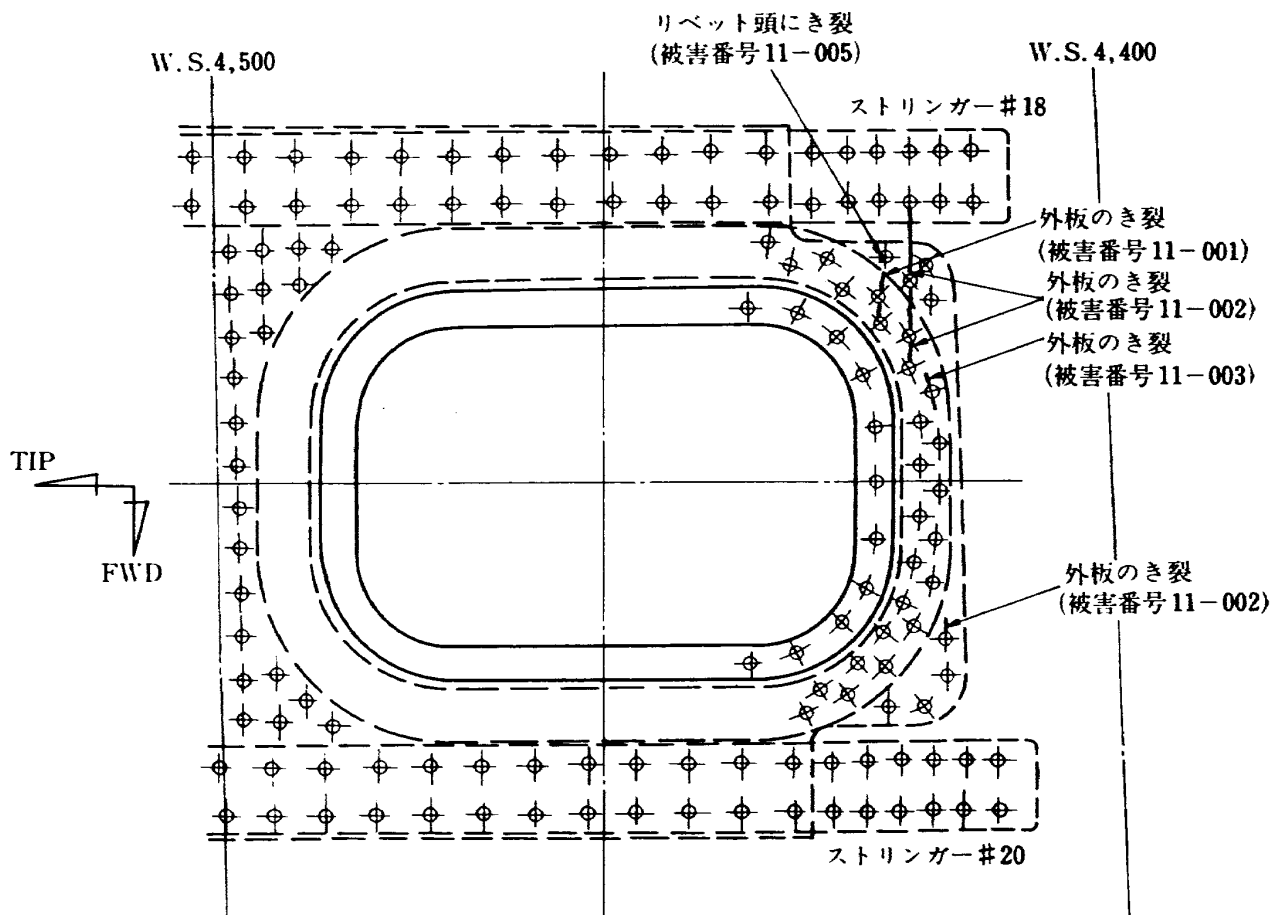 リベット頭にき裂
(被害番号11-005)
W.S.4,500
W.S.4,400
ストリンガー#18
外板のき裂
(被害番号11-001)
外板のき裂
(被害番号11-002)
外板のき裂
(被害番号11-003)
TIP
FWD
外板のき裂
(被害番号11-002)
ストリンガー#20